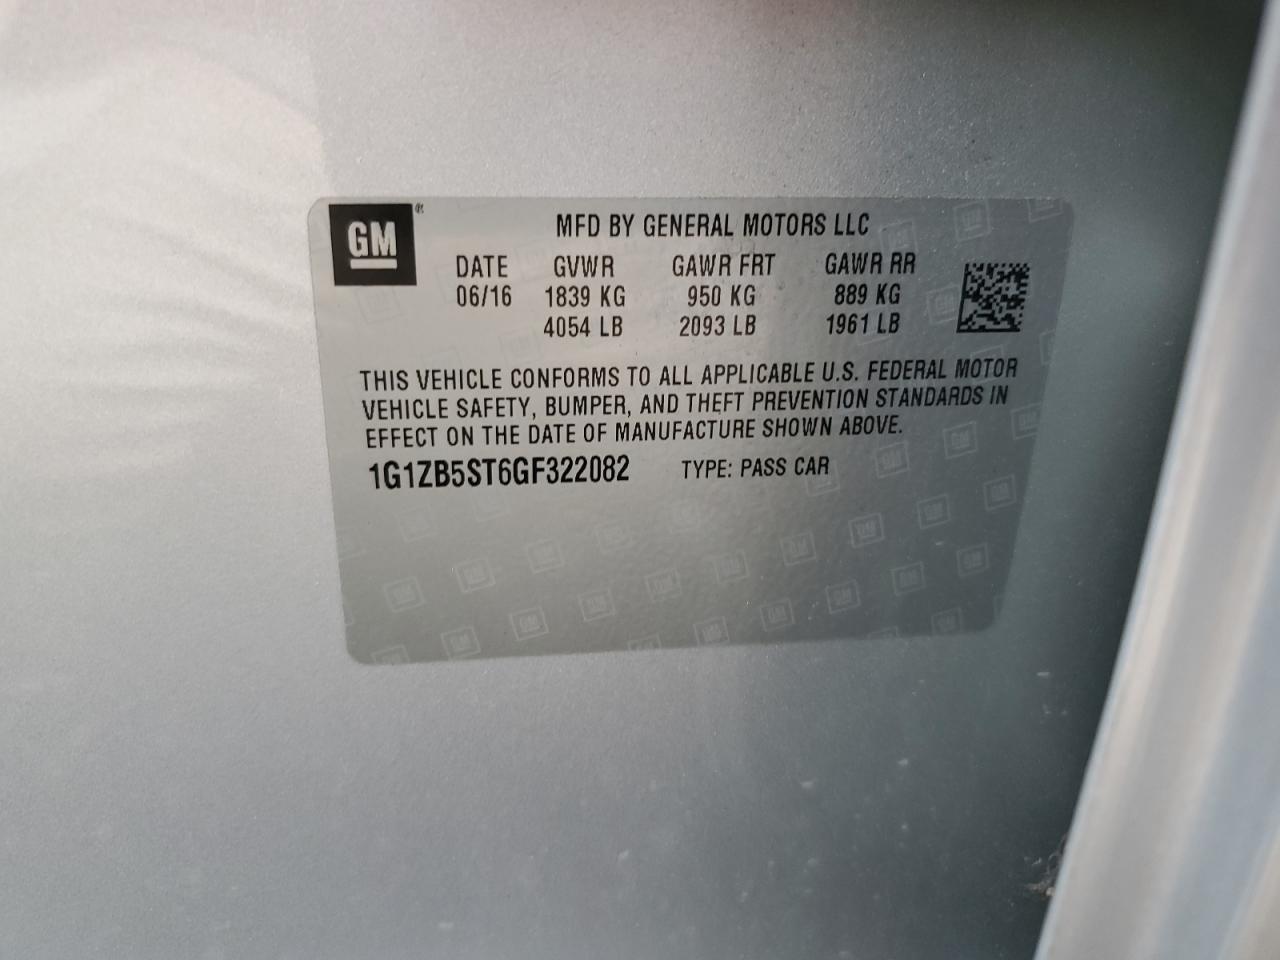 GM®
MFD BY GENERAL MOTORS LLC
DATE GVWR GAWR FRT GAWR RR
06/16 1839 KG 950 KG 889 KG
4054 LB 2093 LB 1961 LB
THIS VEHICLE CONFORMS TO ALL APPLICABLE U.S. FEDERAL MOTOR
VEHICLE SAFETY, BUMPER, AND THEFT PREVENTION STANDARDS IN
EFFECT ON THE DATE OF MANUFACTURE SHOWN ABOVE.
1G1ZB5ST6GF322082 TYPE: PASS CAR